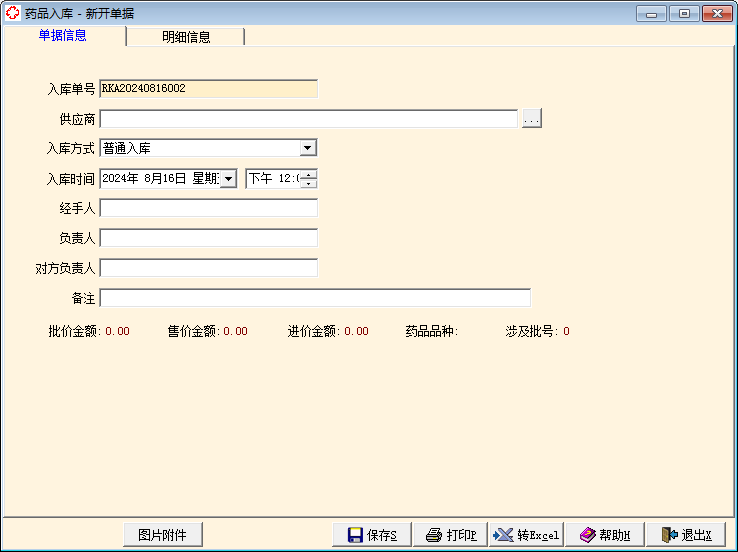 药品入库 - 新开单据
单据信息 明细信息
入库单号 RKA20240816002
供应商 ...
入库方式 普通入库
入库时间 2024年 8月16日 星期 下午 12:
经手人
负责人
对方负责人
备注
批价金额: 0.00 售价金额: 0.00 进价金额: 0.00 药品品种: 涉及批号: 0
图片附件 保存S 打印P 转Excel 帮助H 退出X